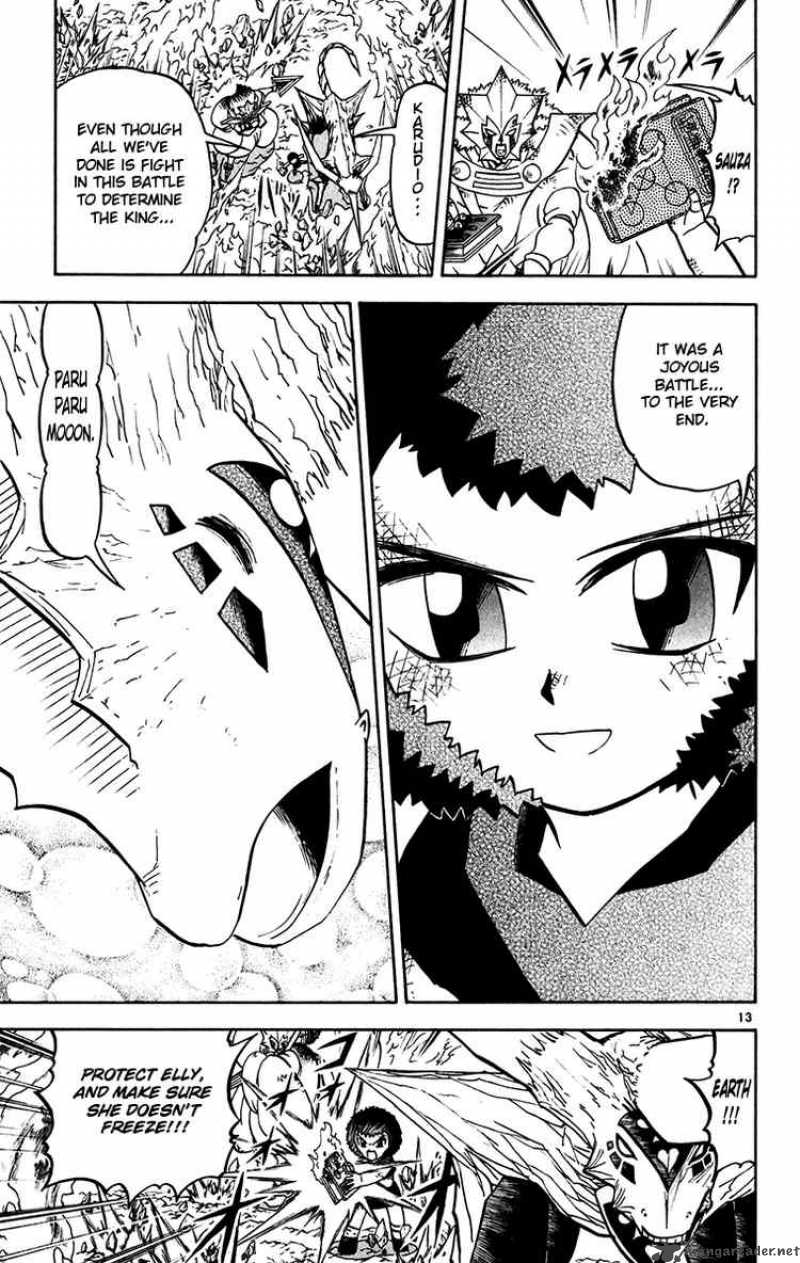 メラメラメラ
SAUZA
!?
KARUDIO...
EVEN THOUGH
ALL WE'VE
DONE IS FIGHT
IN THIS BATTLE
TO DETERMINE
THE KING...
IT WAS A
JOYOUS
BATTLE...
TO THE VERY
END.
PARU
PARU
MOOON.
13
EARTH
!!!
PROTECT ELLY,
AND MAKE SURE
SHE DOESN'T
FREEZE!!!
mangareader.net